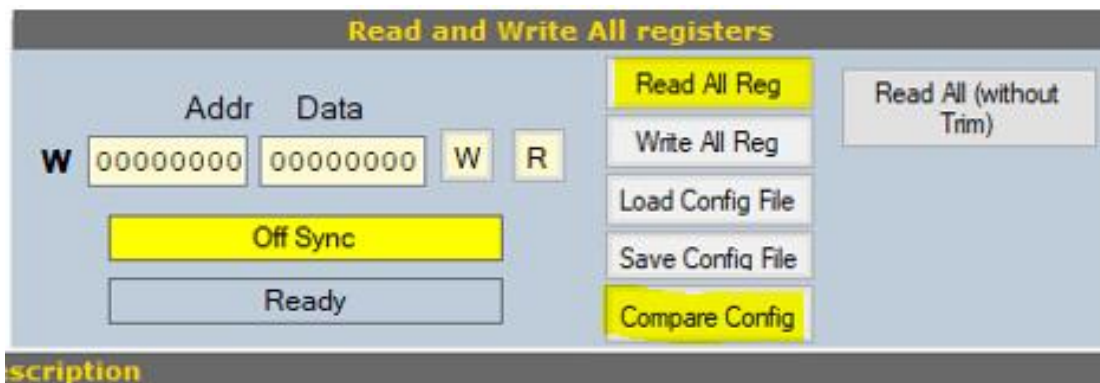 Read and Write All registers
Addr Data
W 00000000 00000000 W R
Off Sync
Ready
Read All Reg
Write All Reg
Load Config File
Save Config File
Compare Config
Read All (without
Trim)
scription